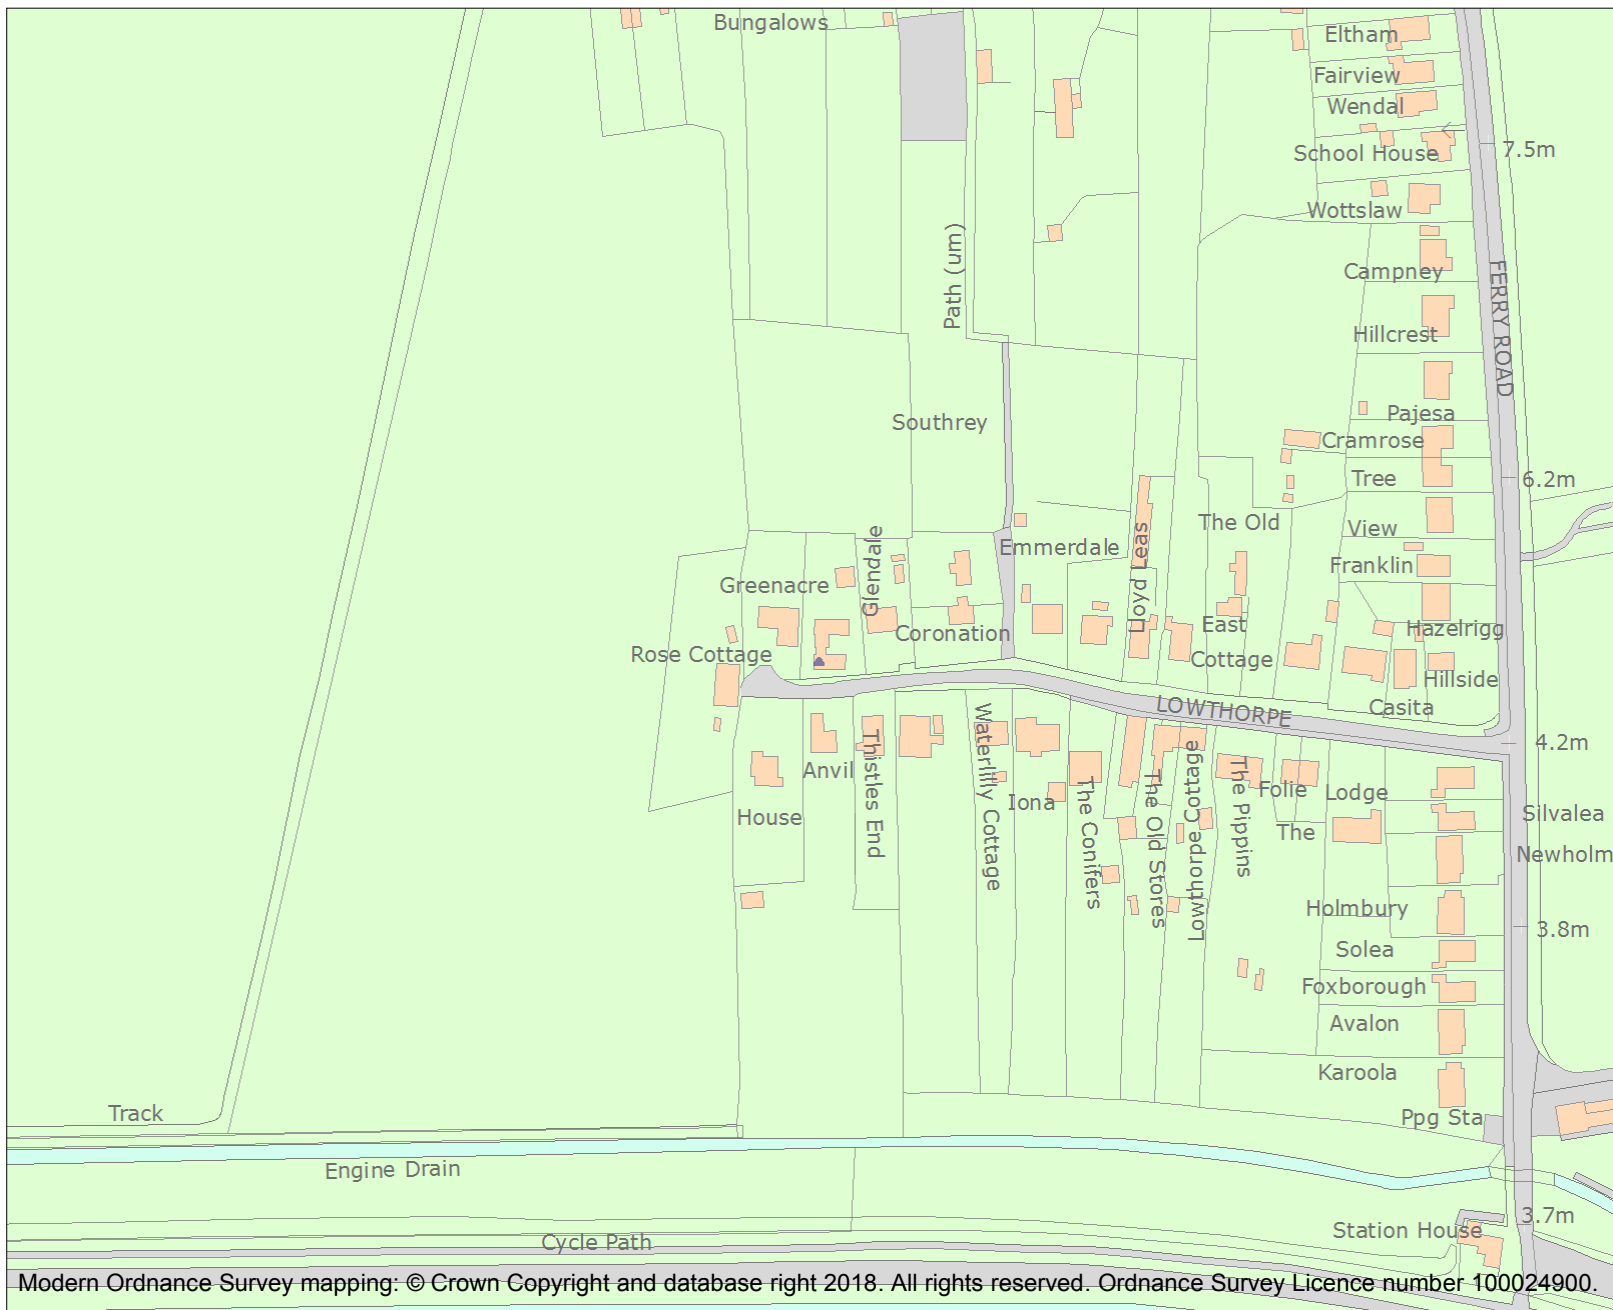 Bungalows
Eltham
Fairview
Wendal
School House
7.5m
Wottslaw
Path (um)
Campney
FERRY ROAD
Hillcrest
Pajesa
Southrey
Cramrose
Tree
6.2m
The Old
View
Emmerdale
Lloyd Leas
Glendale
Franklin
Greenacre
East
Hazelrigg
Coronation
Rose Cottage
Cottage
Hillside
Casita
LOWTHORPE
4.2m
Anvil
House
Thistles End
Waterlilly Cottage
Iona
The Conifers
The Old Stores
Lowthorpe Cottage
The Pippins
Folie
Lodge
The
Silvalea
Newholm
Holmbury
3.8m
Solea
Foxborough
Avalon
Karoola
Track
Ppg Sta
Engine Drain
3.7m
Station House
Cycle Path
Modern Ordnance Survey mapping: © Crown Copyright and database right 2018. All rights reserved. Ordnance Survey Licence number 100024900.